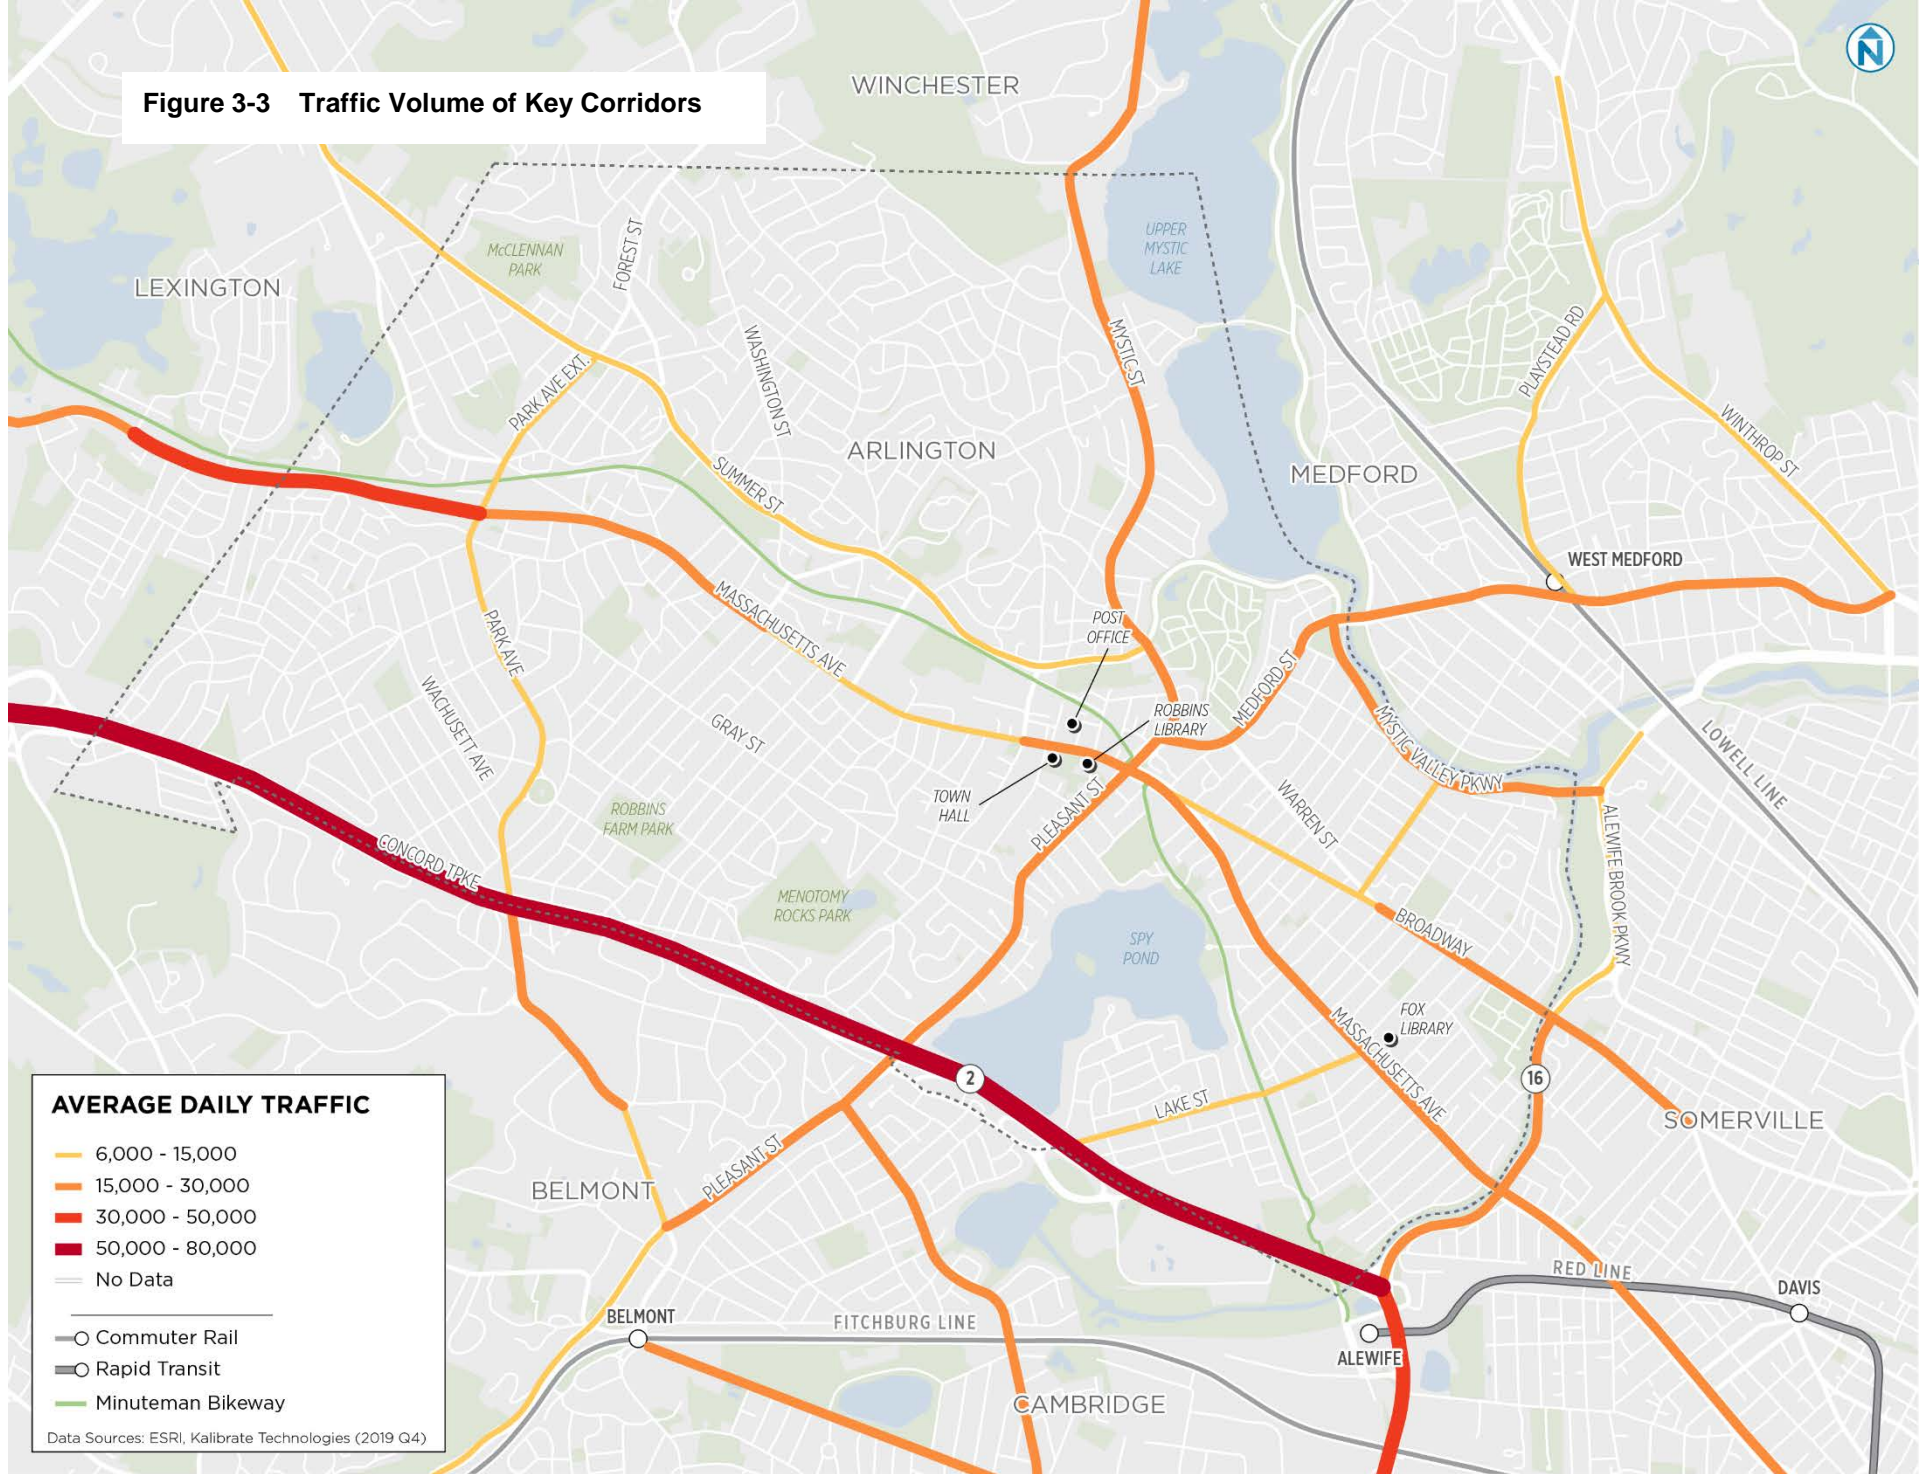 Figure 3-3 Traffic Volume of Key Corridors
N
WINCHESTER
LEXINGTON
McCLENNAN
PARK
FOREST ST
UPPER
MYSTIC
LAKE
WASHINGTON ST
MYSTIC ST
PLAYSTEAD RD
PARK AVE EXT.
WINTHROP ST
ARLINGTON
MEDFORD
SUMMER ST
WEST MEDFORD
MASSACHUSETTS AVE
POST
OFFICE
PARK AVE
WACHUSETT AVE
GRAY ST
MEDFORD ST
ROBBINS
LIBRARY
MYSTIC VALLEY PKWY
LOWELL LINE
TOWN
HALL
PLEASANT ST
WARREN ST
ALEWIFE BROOK PKWY
ROBBINS
FARM PARK
CONCORD TPKE
MENOTOMY
ROCKS PARK
SPY
POND
BROADWAY
FOX
LIBRARY
MASSACHUSETTS AVE
2
16
LAKE ST
SOMERVILLE
PLEASANT ST
BELMONT
RED LINE
DAVIS
BELMONT
FITCHBURG LINE
ALEWIFE
CAMBRIDGE
AVERAGE DAILY TRAFFIC
6,000 - 15,000
15,000 - 30,000
30,000 - 50,000
50,000 - 80,000
No Data
Commuter Rail
Rapid Transit
Minuteman Bikeway
Data Sources: ESRI, Kalibrate Technologies (2019 Q4)